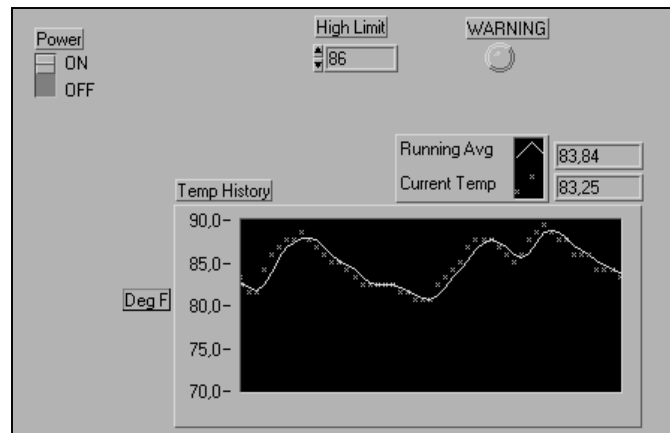 Power
ON
OFF
High Limit
86
WARNING
Running Avg
83,84
Current Temp
83,25
Temp History
90,0-
85,0-
Deg F
80,0-
75,0-
70,0-